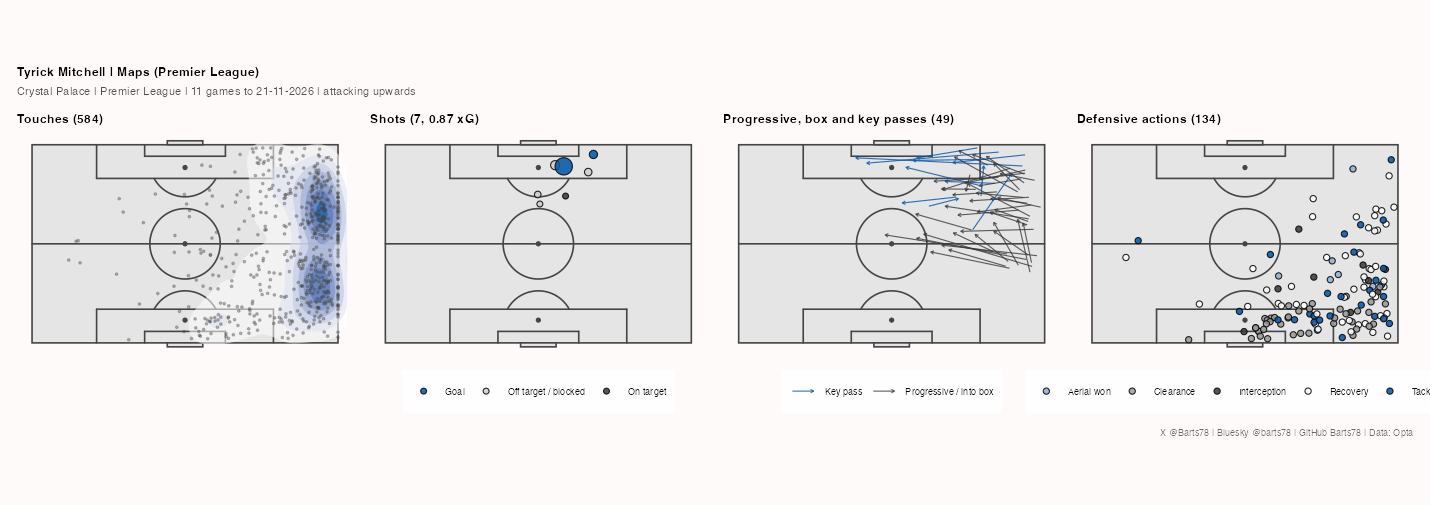 Tyrick Mitchell | Maps (Premier League)
Crystal Palace | Premier League | 11 games to 21-11-2026 | attacking upwards
Touches (584)
Shots (7, 0.87 xG)
Progressive, box and key passes (49)
Defensive actions (134)
Goal
Off target / blocked
On target
Key pass
Progressive / into box
Aerial won
Clearance
Interception
Recovery
Tack
X @Barts78 | Bluesky @barts78 | GitHub Barts78 | Data: Opta